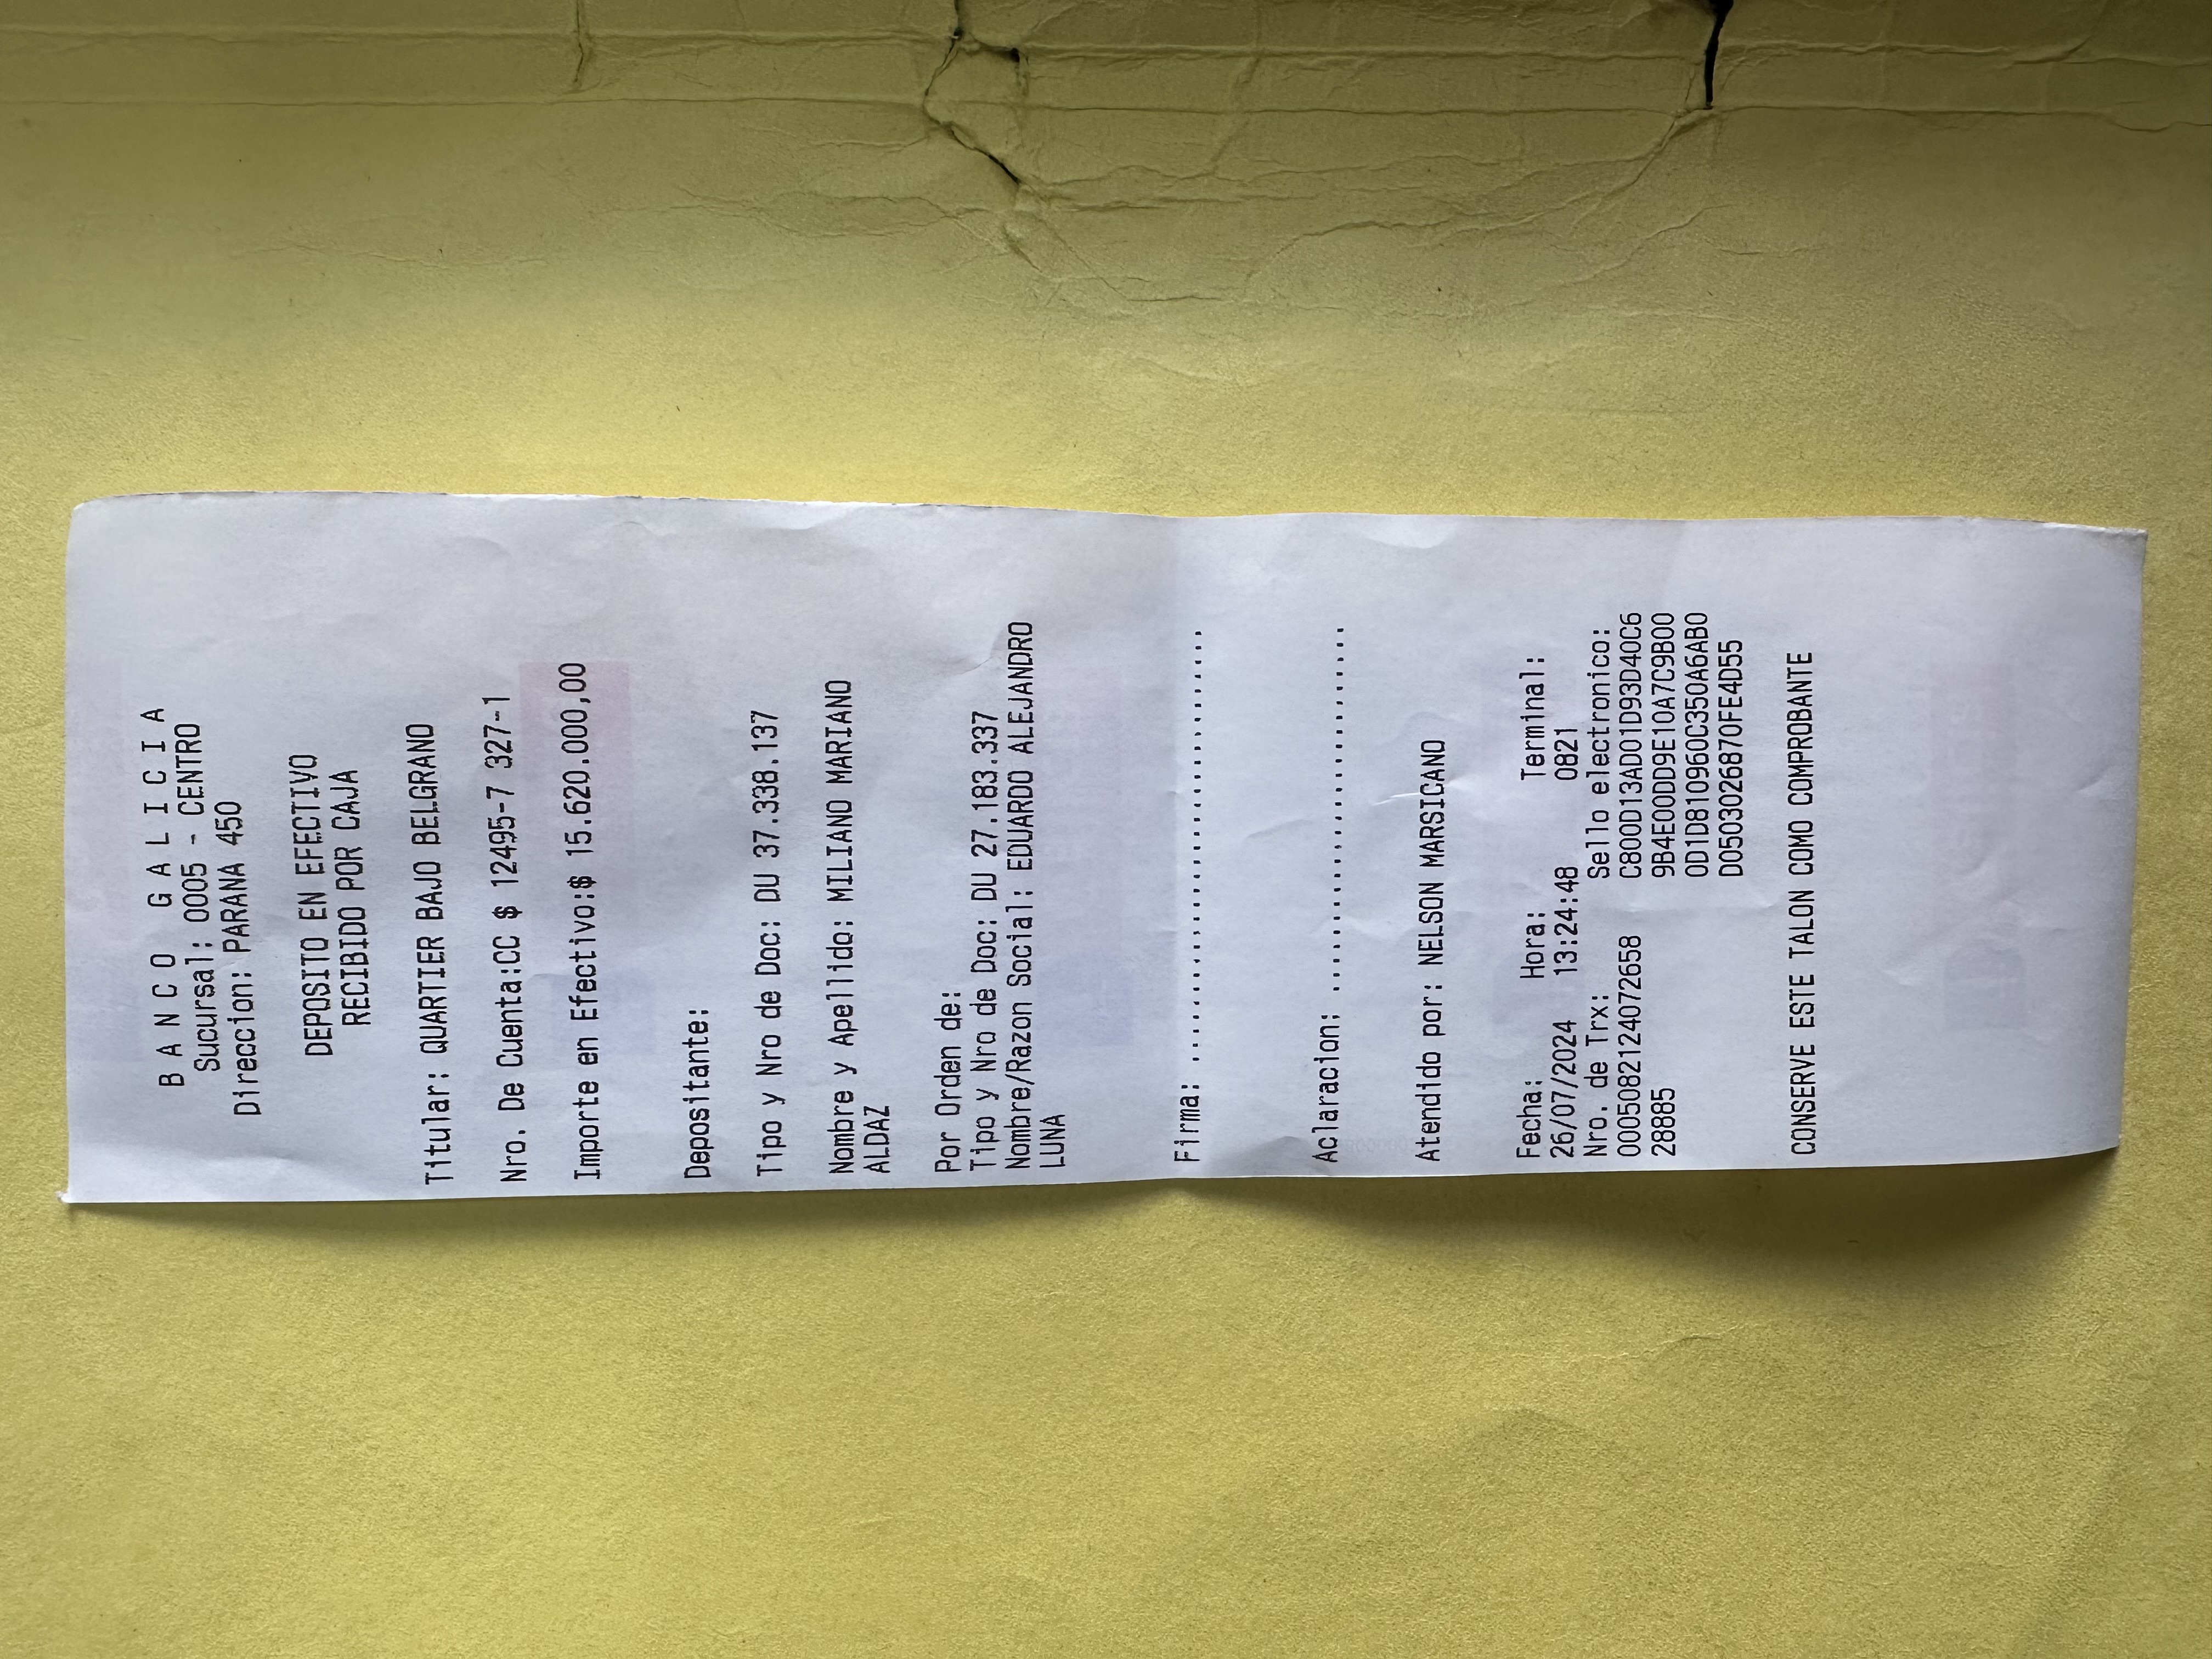 B A N C O   G A L I C I A
Sucursal: 0005 - CENTRO
Direccion: PARANA 450
DEPOSITO EN EFECTIVO
RECIBIDO POR CAJA
Titular: QUARTIER BAJO BELGRANO
Nro. De Cuenta:CC $ 12495-7 327-1
Importe en Efectivo:$ 15.620.000,00
Depositante:
Tipo y Nro de Doc: DU 37.338.137
Nombre y Apellido: MILIANO MARIANO
ALDAZ
Por Orden de:
Tipo y Nro de Doc: DU 27.183.337
Nombre/Razon Social: EDUARDO ALEJANDRO
LUNA
Firma: ....................................
Aclaracion: ...............................
Atendido por: NELSON MARSICANO
Fecha: Hora: Terminal:
26/07/2024 13:24:48 0821
Nro. de Trx: Sello electronico:
0005082124072658 C800D13AD01D93D40C6
28885 9B4E00DD9E10A7C9B00
0D1D810960C350A6AB0
D0503026870FE4D55
CONSERVE ESTE TALON COMO COMPROBANTE